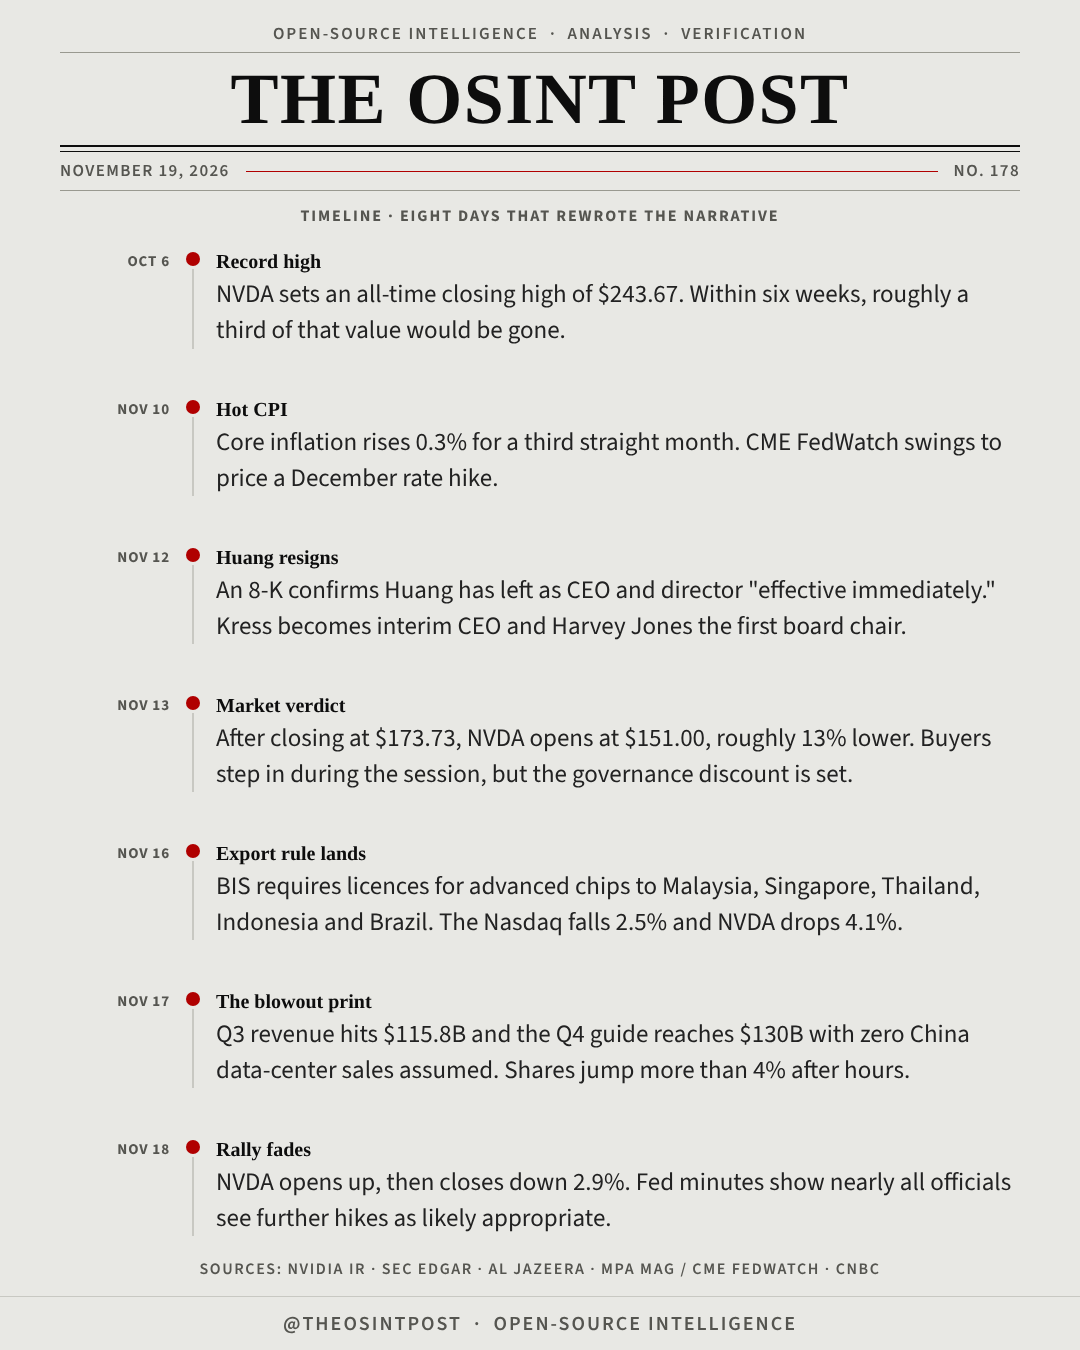 OPEN-SOURCE INTELLIGENCE · ANALYSIS · VERIFICATION
THE OSINT POST
NOVEMBER 19, 2026
NO. 178
TIMELINE · EIGHT DAYS THAT REWROTE THE NARRATIVE
OCT 6
Record high
NVDA sets an all-time closing high of $243.67. Within six weeks, roughly a
third of that value would be gone.
NOV 10
Hot CPI
Core inflation rises 0.3% for a third straight month. CME FedWatch swings to
price a December rate hike.
NOV 12
Huang resigns
An 8-K confirms Huang has left as CEO and director "effective immediately."
Kress becomes interim CEO and Harvey Jones the first board chair.
NOV 13
Market verdict
After closing at $173.73, NVDA opens at $151.00, roughly 13% lower. Buyers
step in during the session, but the governance discount is set.
NOV 16
Export rule lands
BIS requires licences for advanced chips to Malaysia, Singapore, Thailand,
Indonesia and Brazil. The Nasdaq falls 2.5% and NVDA drops 4.1%.
NOV 17
The blowout print
Q3 revenue hits $115.8B and the Q4 guide reaches $130B with zero China
data-center sales assumed. Shares jump more than 4% after hours.
NOV 18
Rally fades
NVDA opens up, then closes down 2.9%. Fed minutes show nearly all officials
see further hikes as likely appropriate.
SOURCES: NVIDIA IR · SEC EDGAR · AL JAZEERA · MPA MAG / CME FEDWATCH · CNBC
@THEOSINTPOST · OPEN-SOURCE INTELLIGENCE